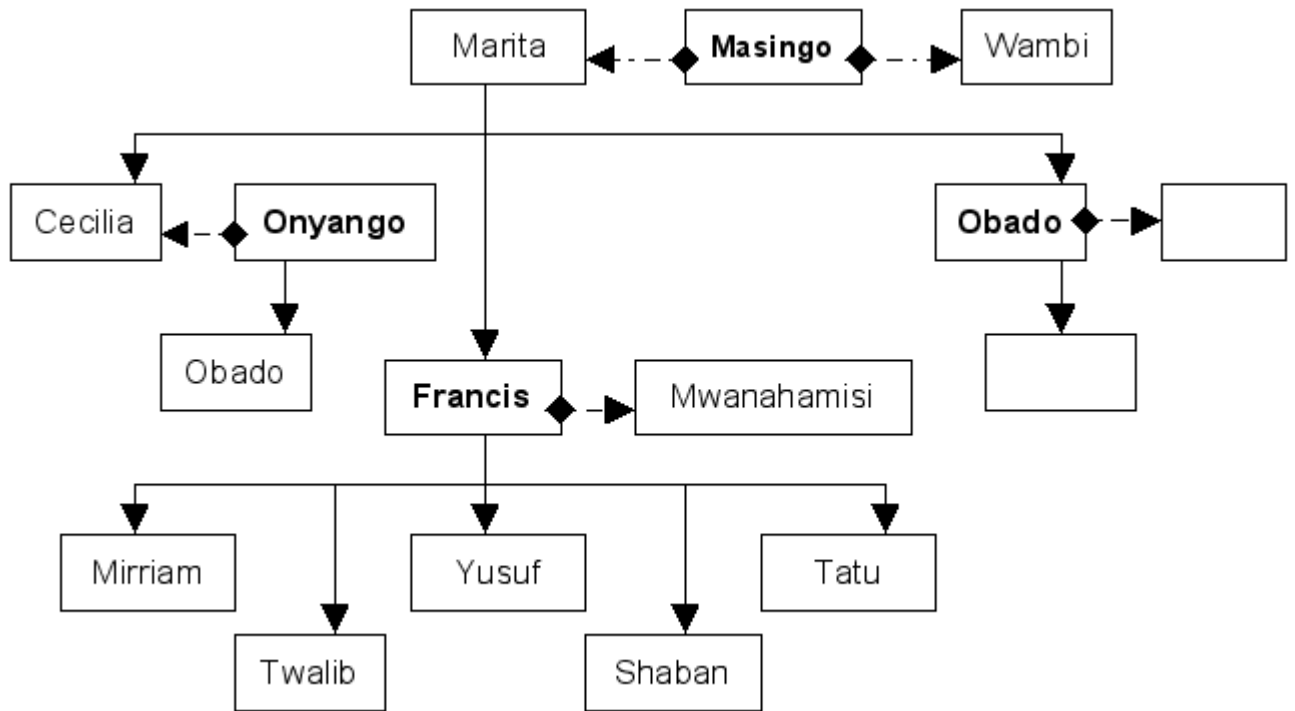 Marita
Masingo
Wambi
Cecilia
Onyango
Obado
Obado
Francis
Mwanahamisi
Mirriam
Yusuf
Tatu
Twalib
Shaban